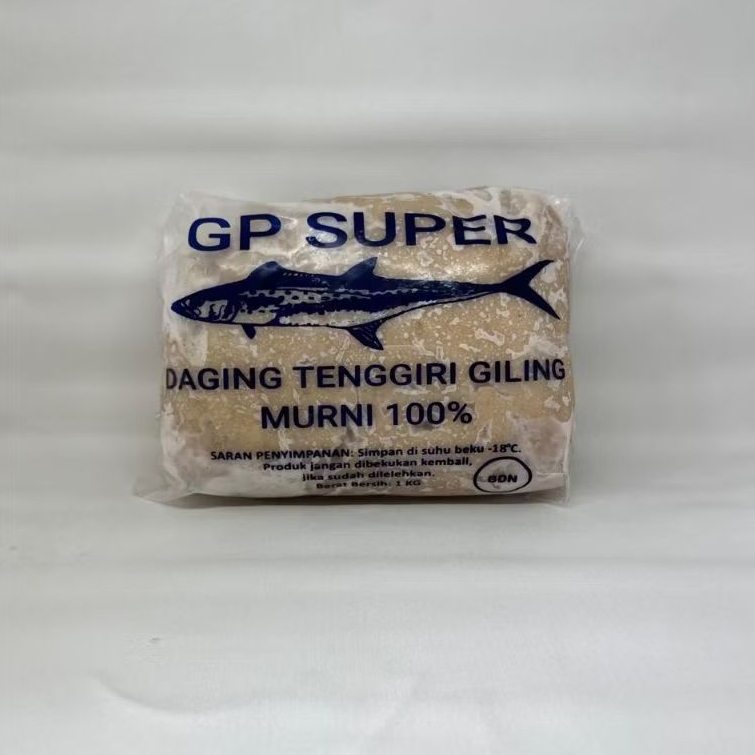 GP SUPER
DAGING TENGGIRI GILING
MURNI 100%
SARAN PENYIMPANAN: Simpan di suhu beku -18°C.
Produk jangan dibekukan kembali,
jika sudah dilelehkan.
Berat Bersih: 1 KG
BDN